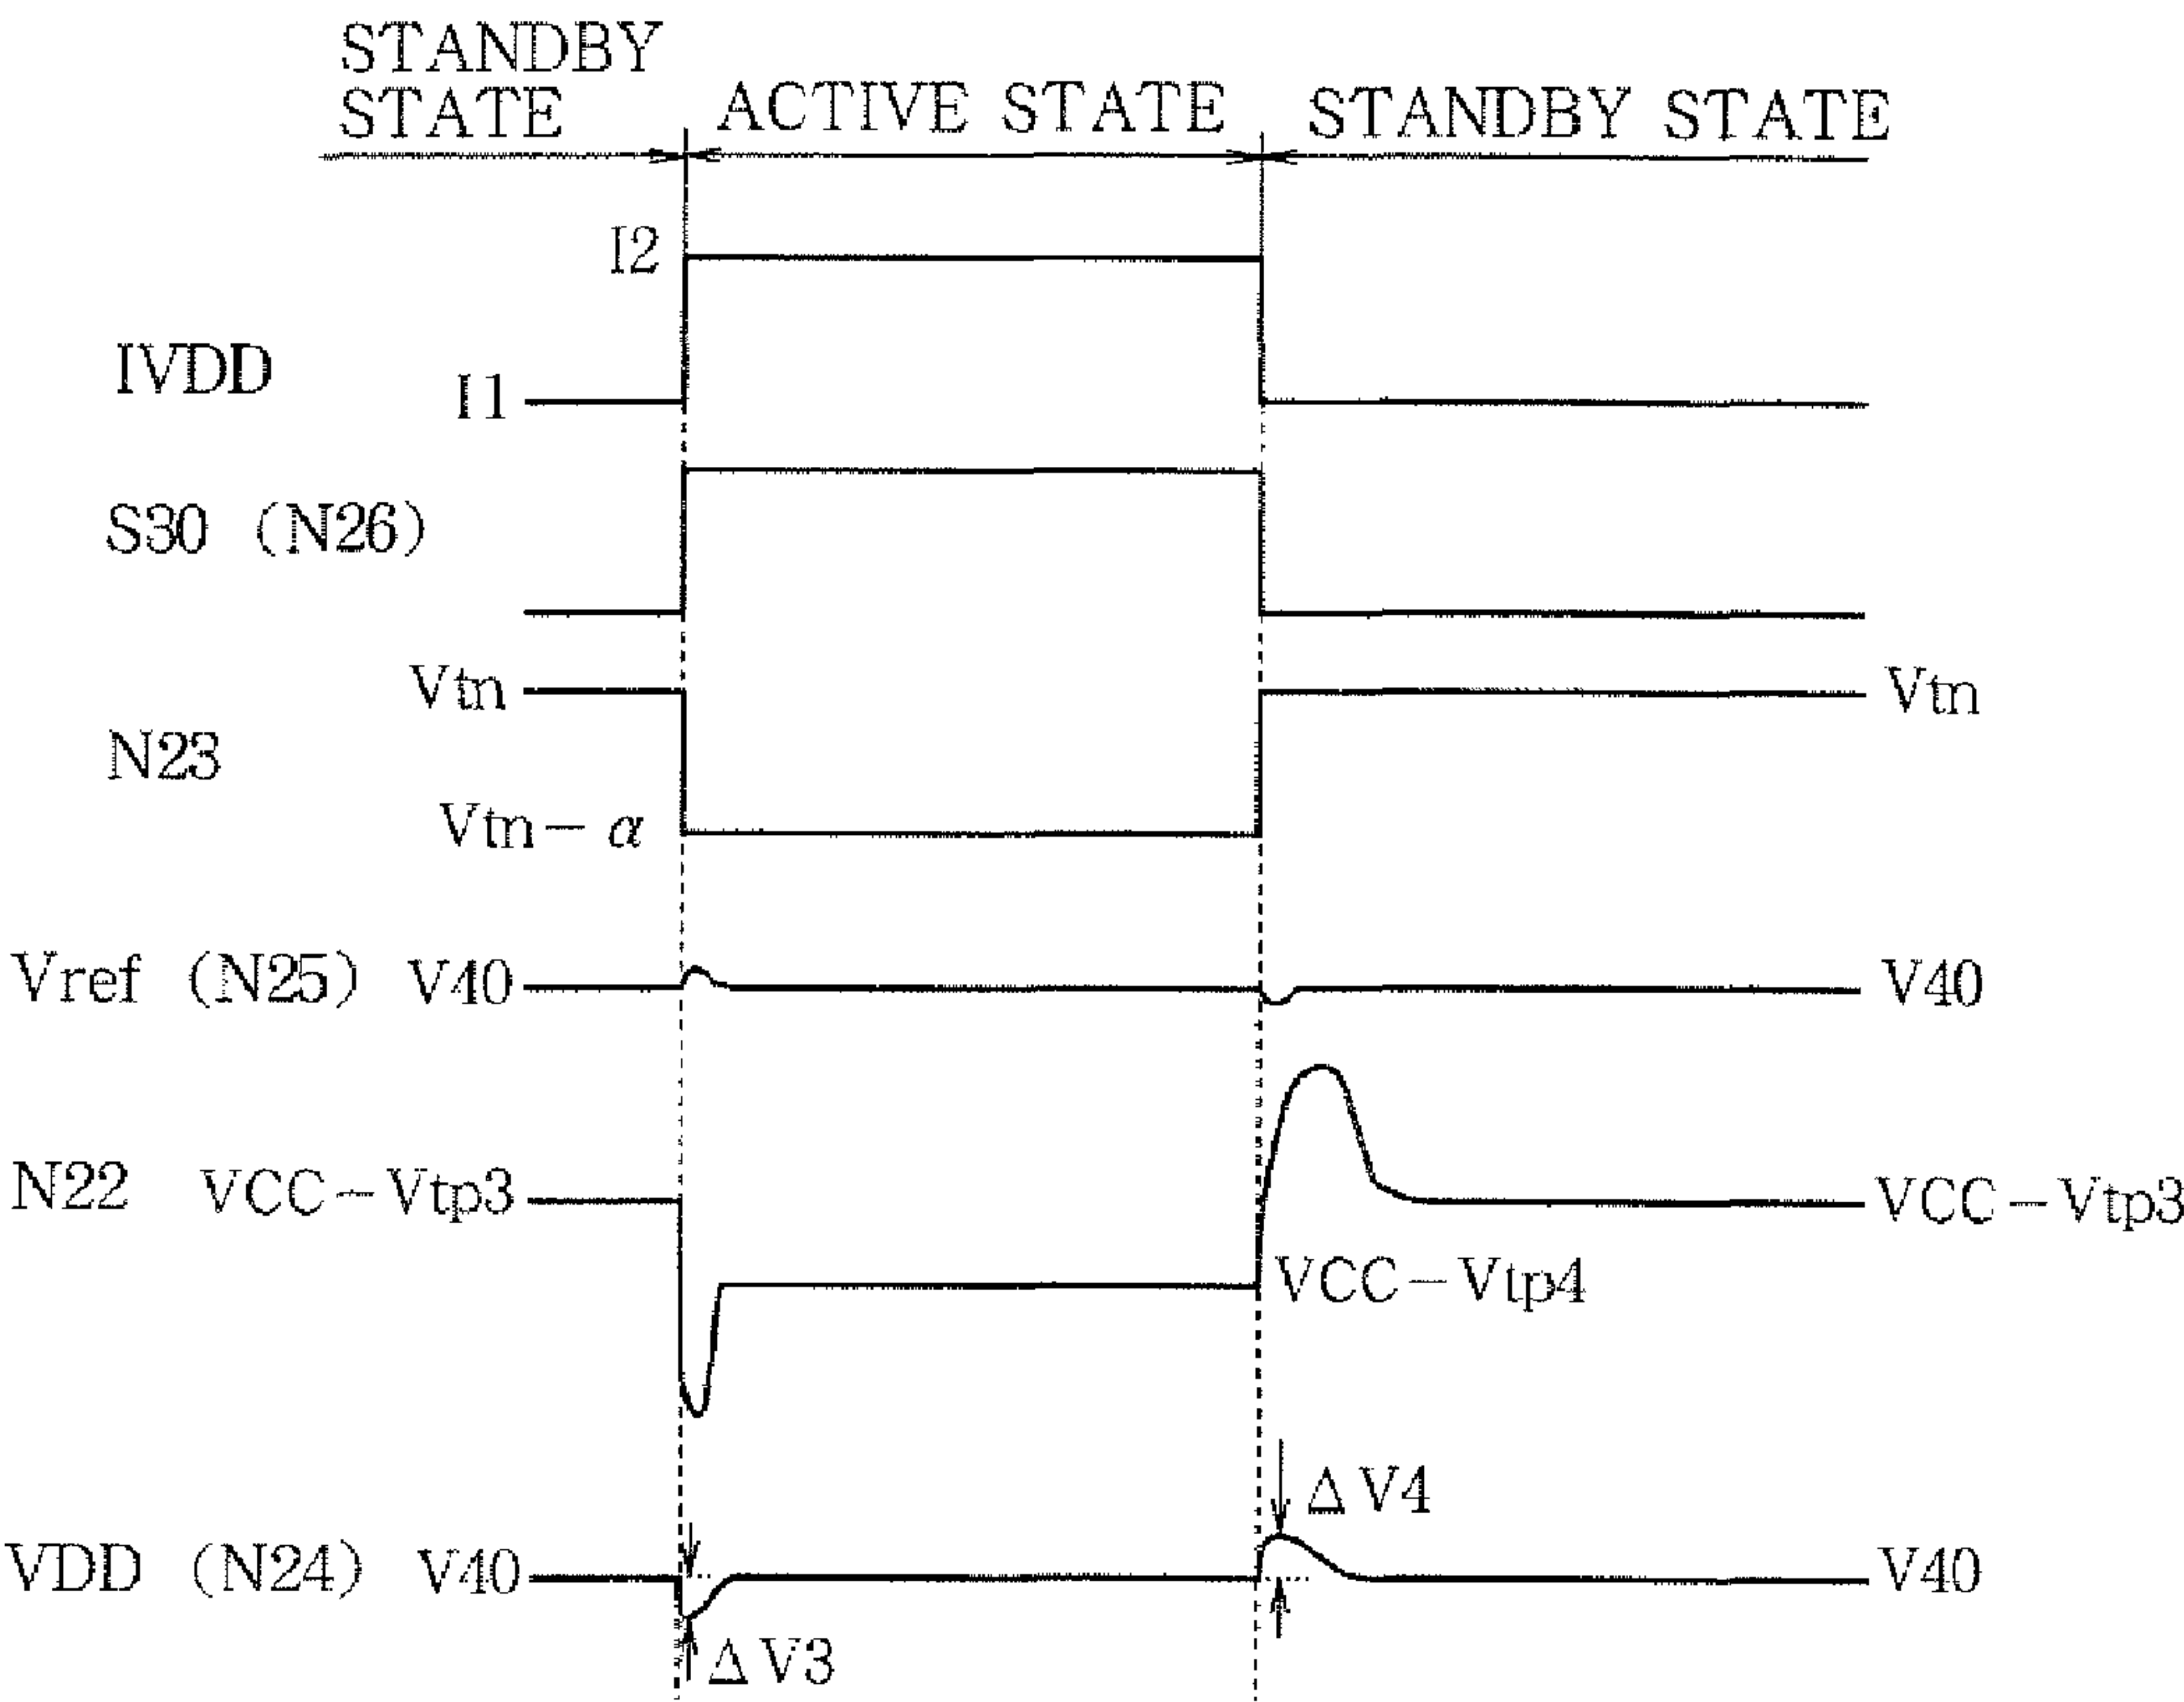 STANDBY
STATE
ACTIVE STATE
STANDBY STATE
I2
IVDD
I1
S30 (N26)
Vtn
Vtn
N23
Vtn−α
Vref (N25) V40
V40
N22 VCC−Vtp3
VCC−Vtp3
VCC−Vtp4
ΔV4
VDD (N24) V40
V40
ΔV3